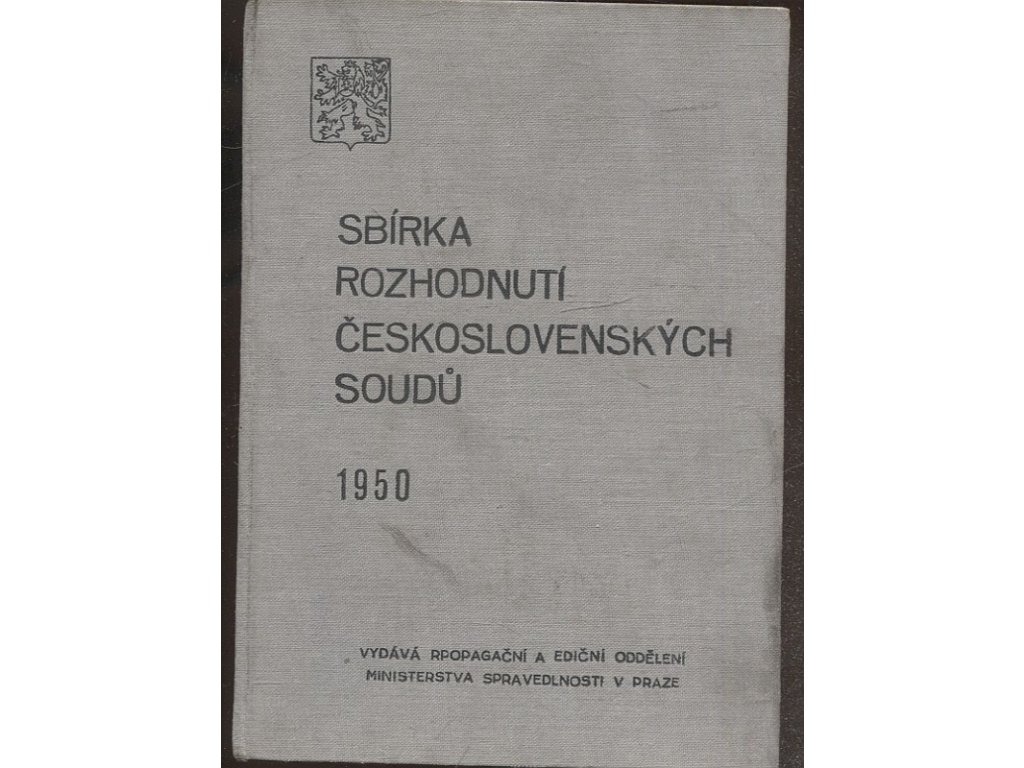 SBÍRKA
ROZHODNUTÍ
ČESKOSLOVENSKÝCH
SOUDŮ
1950
VYDÁVÁ RPOPAGAČNÍ A EDIČNÍ ODDĚLENÍ
MINISTERSTVA SPRAVEDLNOSTI V PRAZE